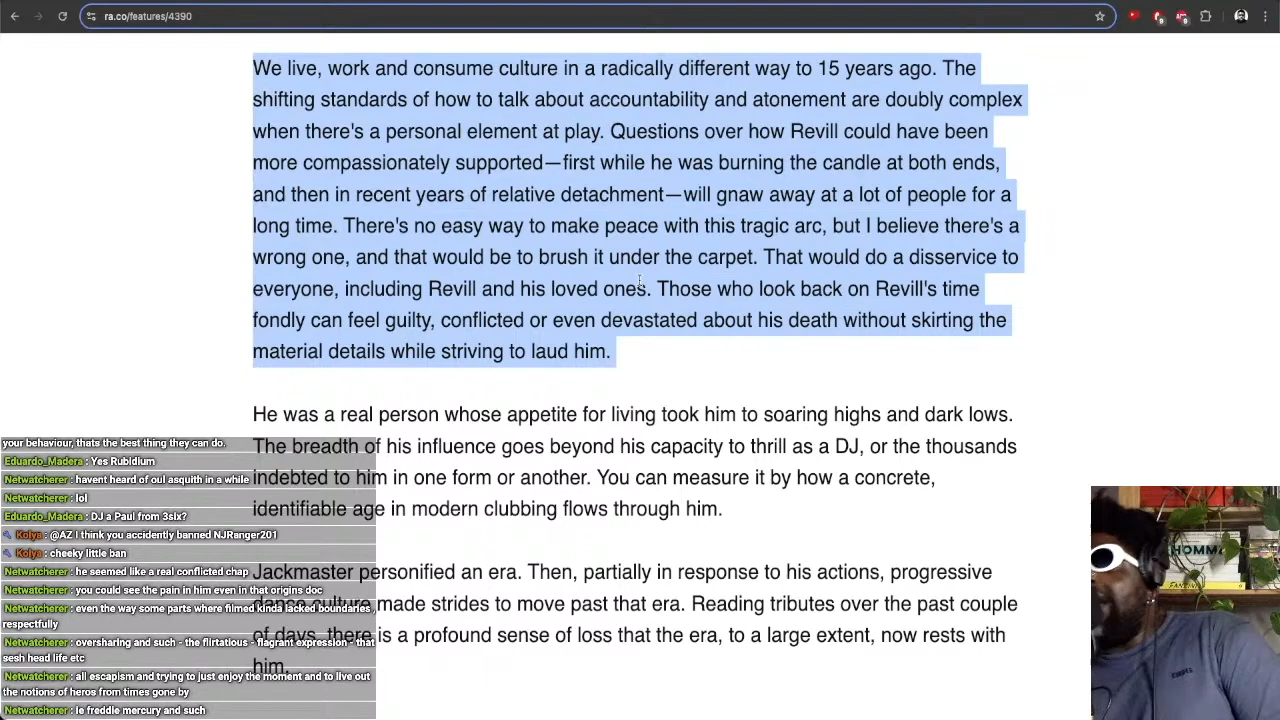 ra.co/features/4390
We live, work and consume culture in a radically different way to 15 years ago. The
shifting standards of how to talk about accountability and atonement are doubly complex
when there's a personal element at play. Questions over how Revill could have been
more compassionately supported—first while he was burning the candle at both ends,
and then in recent years of relative detachment—will gnaw away at a lot of people for a
long time. There's no easy way to make peace with this tragic arc, but I believe there's a
wrong one, and that would be to brush it under the carpet. That would do a disservice to
everyone, including Revill and his loved ones. Those who look back on Revill's time
fondly can feel guilty, conflicted or even devastated about his death without skirting the
material details while striving to laud him.
He was a real person whose appetite for living took him to soaring highs and dark lows.
The breadth of his influence goes beyond his capacity to thrill as a DJ, or the thousands
indebted to him in one form or another. You can measure it by how a concrete,
identifiable age in modern clubbing flows through him.
Jackmaster personified an era. Then, partially in response to his actions, progressive
culture made strides to move past that era. Reading tributes over the past couple
of days, there is a profound sense of loss that the era, to a large extent, now rests with
him.
your behaviour, thats the best thing they can do.
Eduardo_Madera : Yes Rubidium
Netwatcherer : havent heard of oul asquith in a while
Netwatcherer : lol
Eduardo_Madera : DJ a Paul from 3six?
Kolya : @AZ I think you accidently banned NJRanger201
Kolya : cheeky little ban
Netwatcherer : he seemed like a real conflicted chap
Netwatcherer : you could see the pain in him even in that origins doc
Netwatcherer : even the way some parts where filmed kinda lacked boundaries ,
respectfully
Netwatcherer : oversharing and such - the flirtatious - flagrant expression - that
sesh head life etc
Netwatcherer : all escapism and trying to just enjoy the moment and to live out
the notions of heros from times gone by
Netwatcherer : le freddie mercury and such
HOMM